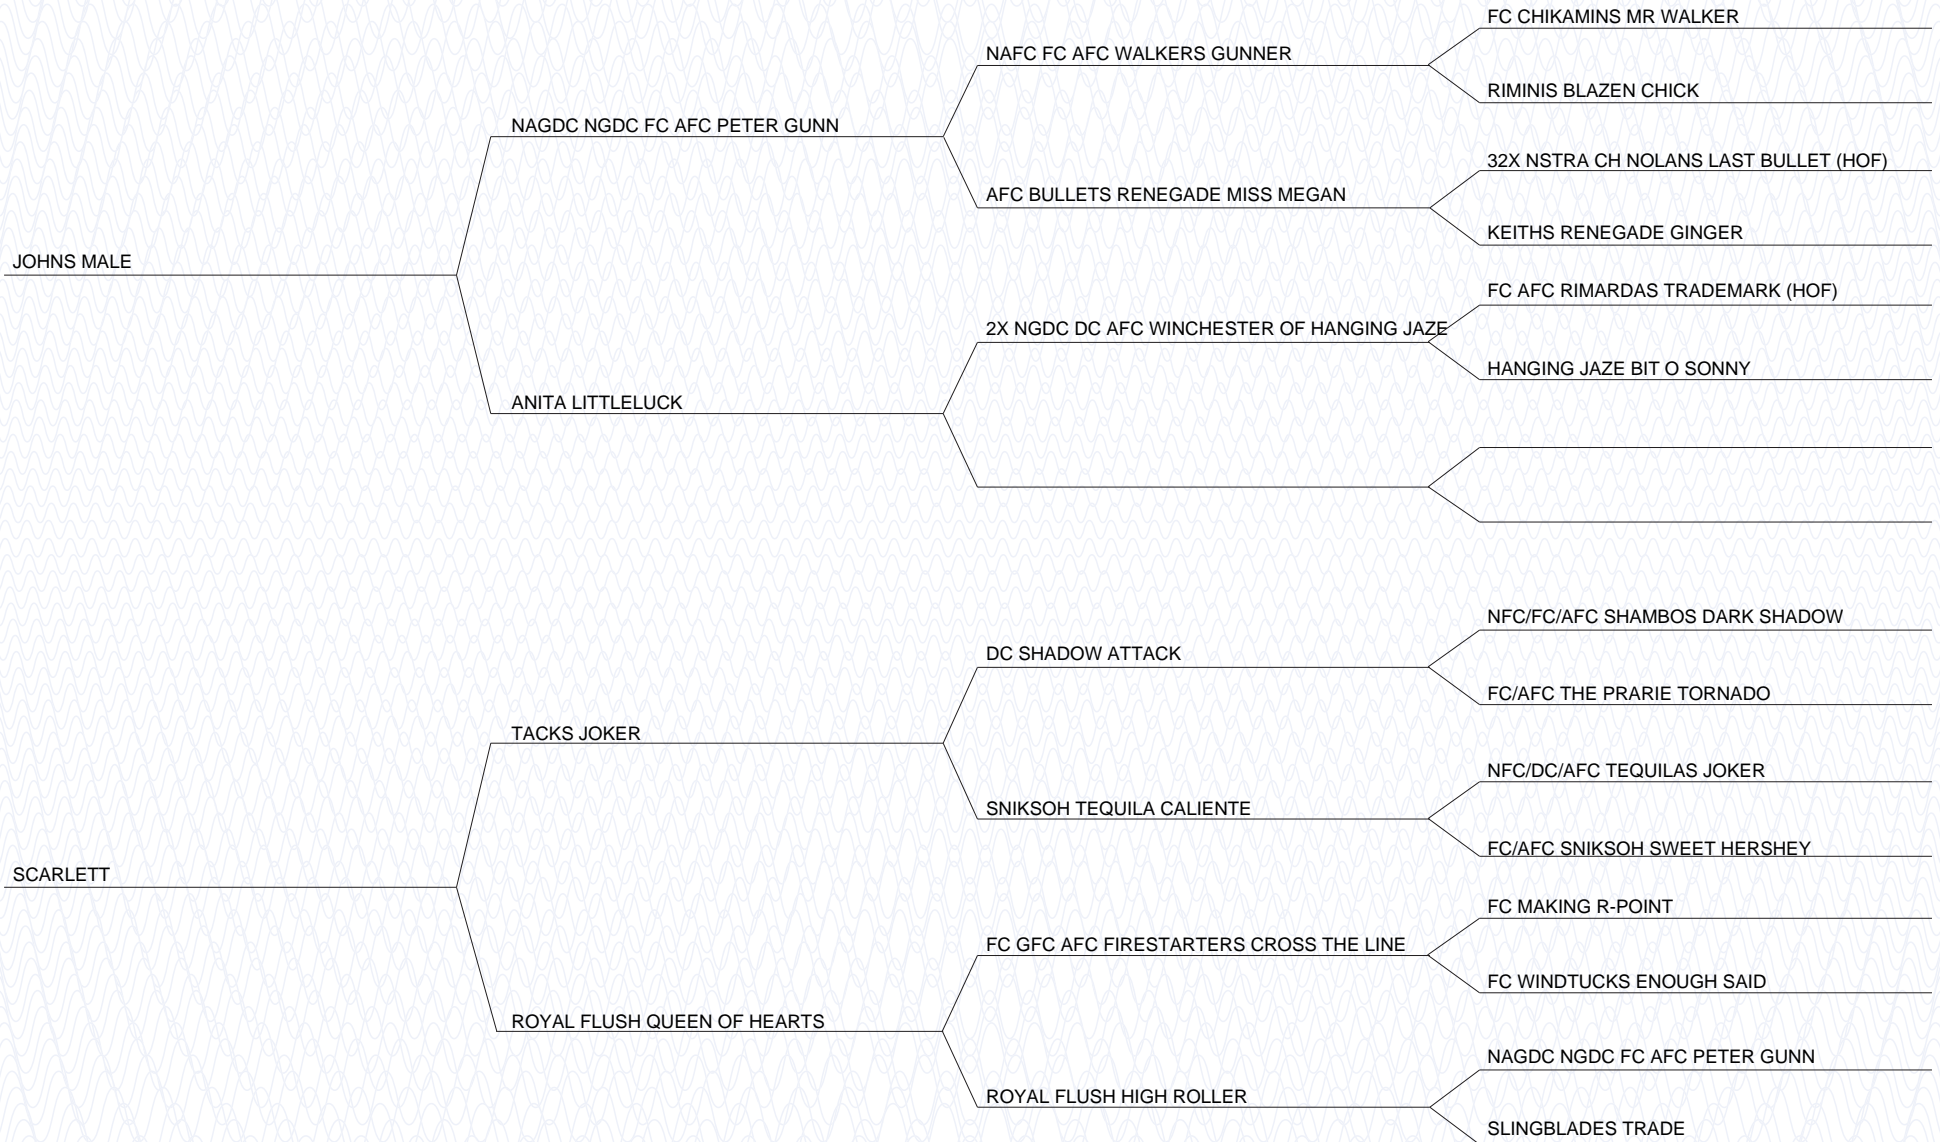 FC CHIKAMINS MR WALKER
NAFC FC AFC WALKERS GUNNER
RIMINIS BLAZEN CHICK
NAGDC NGDC FC AFC PETER GUNN
32X NSTRA CH NOLANS LAST BULLET (HOF)
AFC BULLETS RENEGADE MISS MEGAN
KEITHS RENEGADE GINGER
JOHNS MALE
FC AFC RIMARDAS TRADEMARK (HOF)
2X NGDC DC AFC WINCHESTER OF HANGING JAZE
HANGING JAZE BIT O SONNY
ANITA LITTLELUCK
NFC/FC/AFC SHAMBOS DARK SHADOW
DC SHADOW ATTACK
FC/AFC THE PRARIE TORNADO
TACKS JOKER
NFC/DC/AFC TEQUILAS JOKER
SNIKSOH TEQUILA CALIENTE
FC/AFC SNIKSOH SWEET HERSHEY
SCARLETT
FC MAKING R-POINT
FC GFC AFC FIRESTARTERS CROSS THE LINE
FC WINDTUCKS ENOUGH SAID
ROYAL FLUSH QUEEN OF HEARTS
NAGDC NGDC FC AFC PETER GUNN
ROYAL FLUSH HIGH ROLLER
SLINGBLADES TRADE